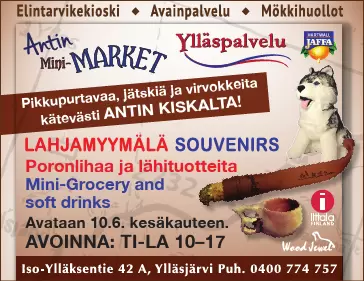 Elintarvikekioski ◆ Avainpalvelu ◆ Mökkihuollot
Antin
Mini-MARKET
Ylläspalvelu
HARTWALL
JAFFA
Pikkupurtavaa, jätskiä ja virvokkeita
kätevästi ANTIN KISKALTA!
LAHJAMYYMÄLÄ SOUVENIRS
Poronlihaa ja lähituotteita
Mini-Grocery and
soft drinks
Avataan 10.6. kesäkauteen.
AVOINNA: TI-LA 10–17
i
iittala
FINLAND
Wood Jewel
Iso-Ylläksentie 42 A, Ylläsjärvi Puh. 0400 774 757